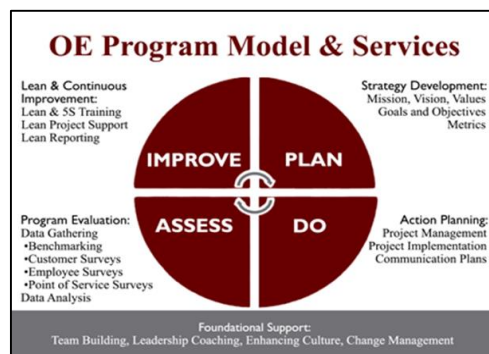 OE Program Model & Services
Lean & Continuous
Improvement:
Lean & 5S Training
Lean Project Support
Lean Reporting
Strategy Development:
Mission, Vision, Values
Goals and Objectives
Metrics
IMPROVE
PLAN
ASSESS
DO
Program Evaluation:
Data Gathering
•Benchmarking
•Customer Surveys
•Employee Surveys
•Point of Service Surveys
Data Analysis
Action Planning:
Project Management
Project Implementation
Communication Plans
Foundational Support:
Team Building, Leadership Coaching, Enhancing Culture, Change Management